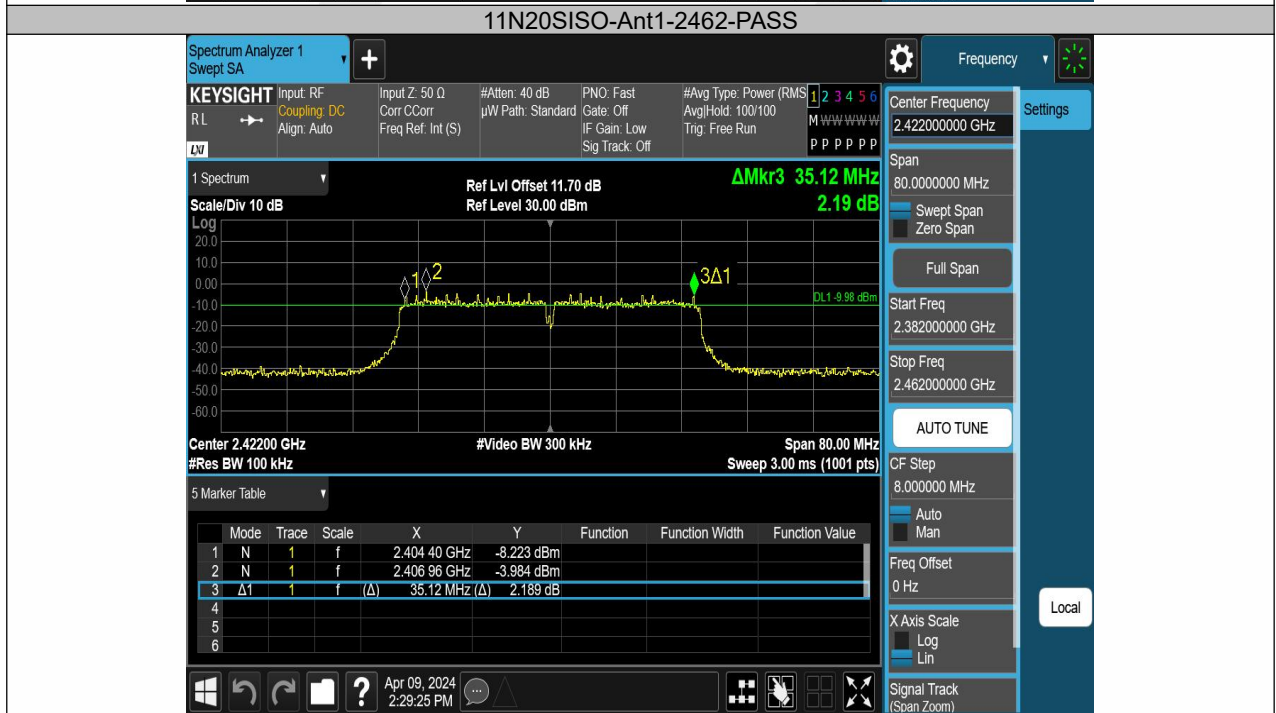 11N20SISO-Ant1-2462-PASS
Spectrum Analyzer 1
Swept SA
+
Frequency
KEYSIGHT
RL
LXI
Input: RF
Coupling: DC
Align: Auto
Input Z: 50 Ω
Corr CCorr
Freq Ref: Int (S)
#Atten: 40 dB
µW Path: Standard
PNO: Fast
Gate: Off
IF Gain: Low
Sig Track: Off
#Avg Type: Power (RMS
Avg|Hold: 100/100
Trig: Free Run
1 2 3 4 5 6
M W W W W W
P P P P P P
Center Frequency
2.422000000 GHz
Settings
Span
80.0000000 MHz
Swept Span
Zero Span
Full Span
Start Freq
2.382000000 GHz
Stop Freq
2.462000000 GHz
AUTO TUNE
CF Step
8.000000 MHz
Auto
Man
Freq Offset
0 Hz
X Axis Scale
Log
Lin
Signal Track
(Span Zoom)
Local
1 Spectrum
Scale/Div 10 dB
Ref Lvl Offset 11.70 dB
Ref Level 30.00 dBm
ΔMkr3 35.12 MHz
2.19 dB
Log
20.0
10.0
0.00
-10.0
-20.0
-30.0
-40.0
-50.0
-60.0
1
2
3Δ1
DL1 -9.98 dBm
Center 2.42200 GHz
#Video BW 300 kHz
Span 80.00 MHz
#Res BW 100 kHz
Sweep 3.00 ms (1001 pts)
5 Marker Table
Mode Trace Scale X Y Function Function Width Function Value
1 N 1 f 2.404 40 GHz -8.223 dBm
2 N 1 f 2.406 96 GHz -3.984 dBm
3 Δ1 1 f (Δ) 35.12 MHz (Δ) 2.189 dB
4
5
6
?
Apr 09, 2024
2:29:25 PM